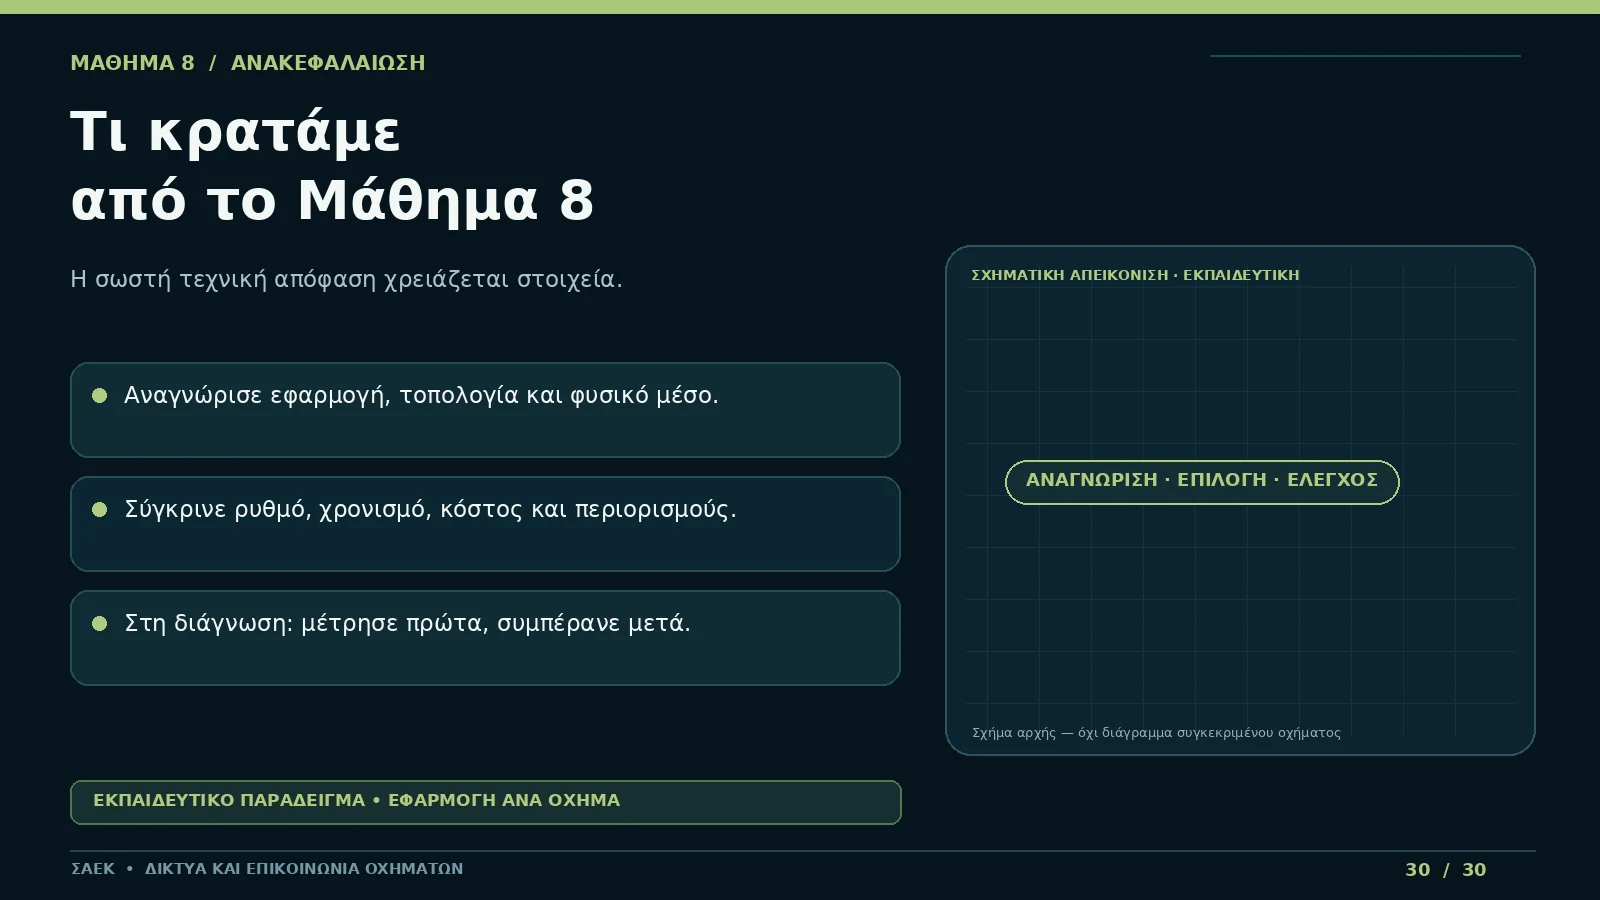 ΜΑΘΗΜΑ 8 / ΑΝΑΚΕΦΑΛΑΙΩΣΗ
Τι κρατάμε
από το Μάθημα 8
Η σωστή τεχνική απόφαση χρειάζεται στοιχεία.
Αναγνώρισε εφαρμογή, τοπολογία και φυσικό μέσο.
Σύγκρινε ρυθμό, χρονισμό, κόστος και περιορισμούς.
Στη διάγνωση: μέτρησε πρώτα, συμπέρανε μετά.
ΕΚΠΑΙΔΕΥΤΙΚΟ ΠΑΡΑΔΕΙΓΜΑ • ΕΦΑΡΜΟΓΗ ΑΝΑ ΟΧΗΜΑ
ΣΧΗΜΑΤΙΚΗ ΑΠΕΙΚΟΝΙΣΗ · ΕΚΠΑΙΔΕΥΤΙΚΗ
ΑΝΑΓΝΩΡΙΣΗ · ΕΠΙΛΟΓΗ · ΕΛΕΓΧΟΣ
Σχήμα αρχής — όχι διάγραμμα συγκεκριμένου οχήματος
ΣΑΕΚ • ΔΙΚΤΥΑ ΚΑΙ ΕΠΙΚΟΙΝΩΝΙΑ ΟΧΗΜΑΤΩΝ
30 / 30